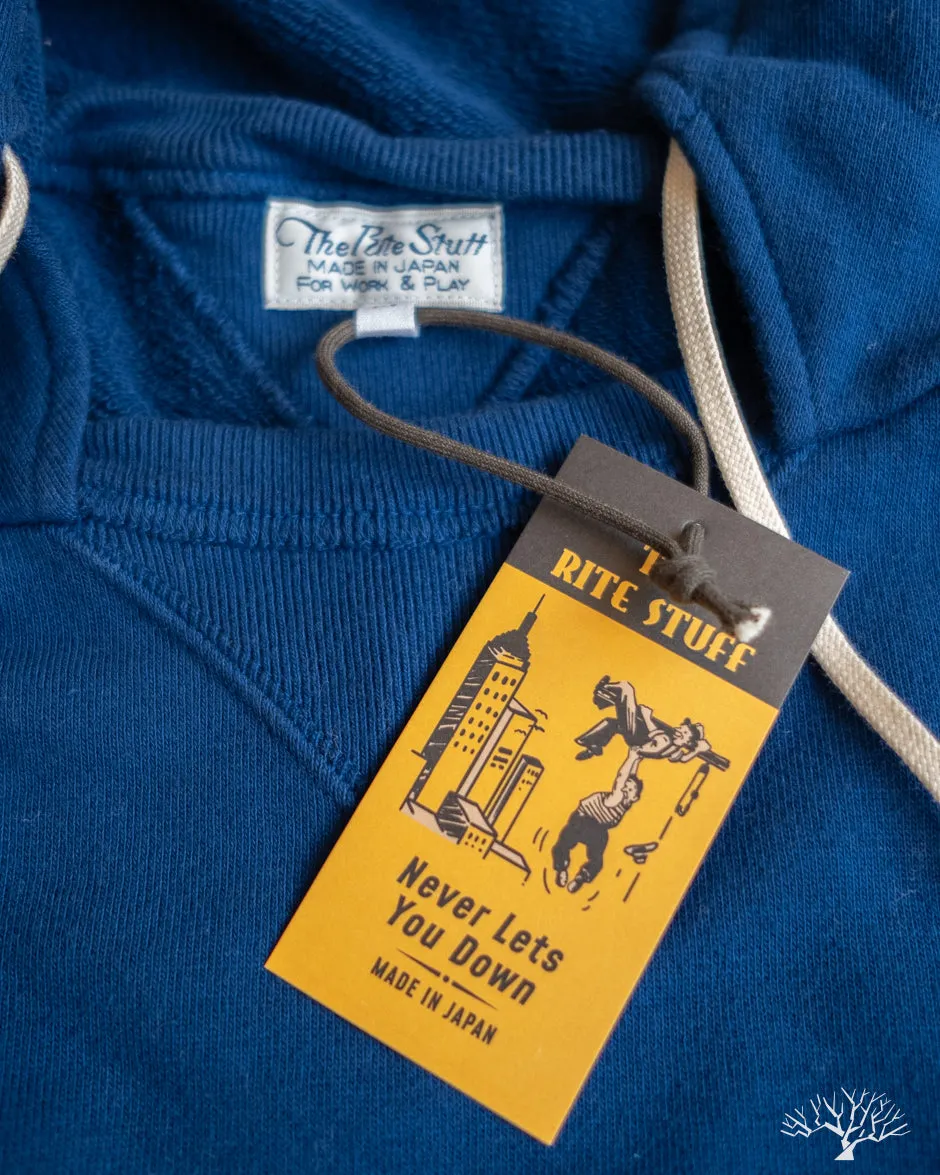 The Rite Stuff
MADE IN JAPAN
FOR WORK & PLAY
RITE STUFF
Never Lets
You Down
MADE IN JAPAN